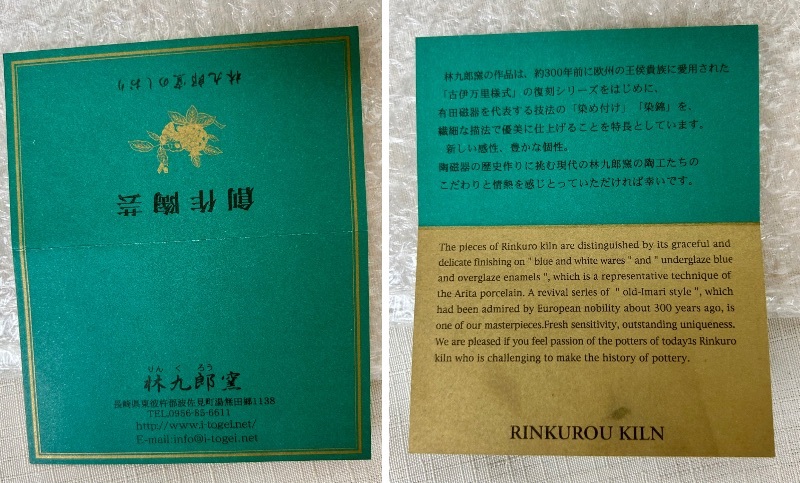 林九郎窯のしおり
創作陶芸
りんくろう
林九郎窯
長崎県東彼杵郡波佐見町湯無田郷1138
TEL.0956-85-6611
http://www.i-togei.net/
E-mail:info@i-togei.net
林九郎窯の作品は、約300年前に欧州の王侯貴族に愛用された
「古伊万里様式」の復刻シリーズをはじめに、
有田磁器を代表する技法の「染め付け」「染錦」を、
繊細な描法で優美に仕上げることを特長としています。
新しい感性、豊かな個性。
陶磁器の歴史作りに挑む現代の林九郎窯の陶工たちの
こだわりと情熱を感じとっていただければ幸いです。
The pieces of Rinkuro kiln are distinguished by its graceful and
delicate finishing on " blue and white wares " and " underglaze blue
and overglaze enamels ", which is a representative technique of
the Arita porcelain. A revival series of " old-Imari style ", which
had been admired by European nobility about 300 years ago, is
one of our masterpieces.Fresh sensitivity, outstanding uniqueness.
We are pleased if you feel passion of the potters of today2s Rinkuro
kiln who is challenging to make the history of pottery.
RINKUROU KILN